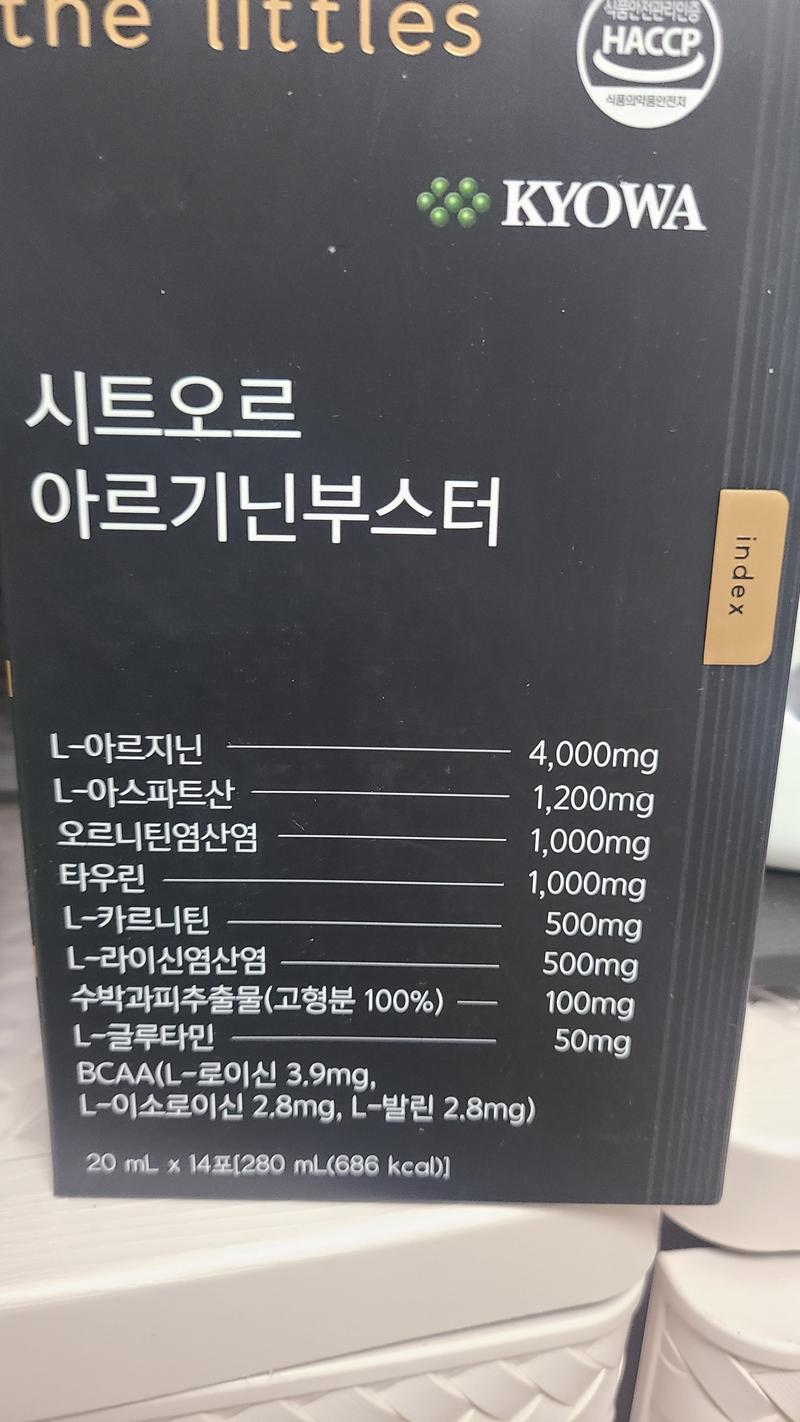 the littles
식품안전관리인증
HACCP
식품의약품안전처
KYOWA
시트오르
아르기닌부스터
index
L-아르지닌 4,000mg
L-아스파트산 1,200mg
오르니틴염산염 1,000mg
타우린 1,000mg
L-카르니틴 500mg
L-라이신염산염 500mg
수박과피추출물(고형분 100%) 100mg
L-글루타민 50mg
BCAA(L-로이신 3.9mg,
L-이소로이신 2.8mg, L-발린 2.8mg)
20 mL x 14포[280 mL(686 kcal)]